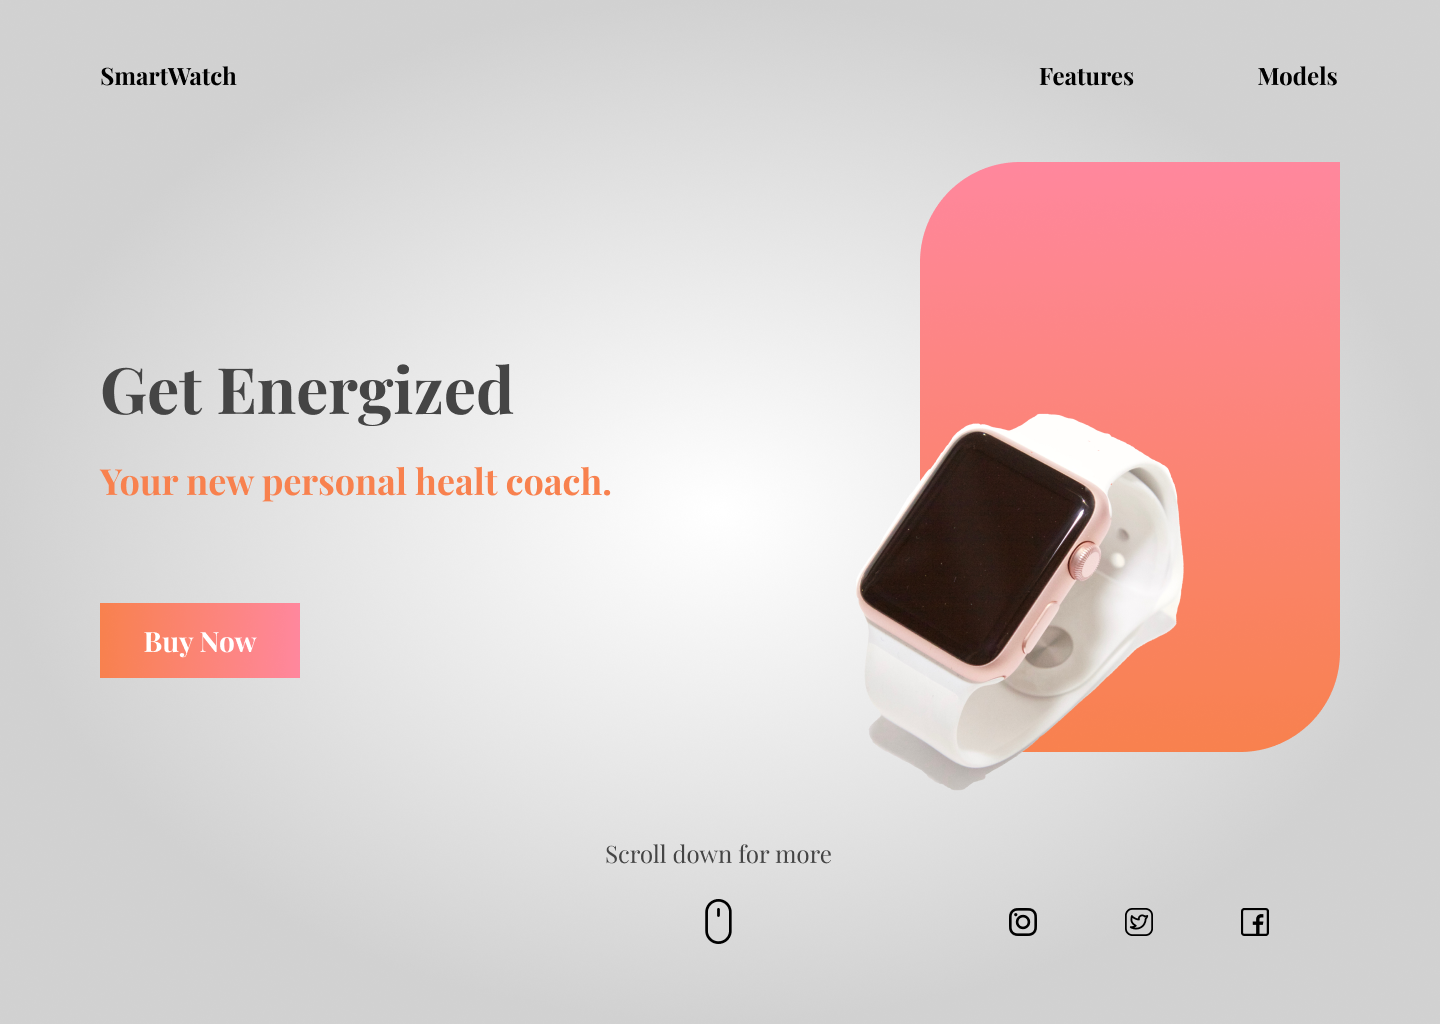 SmartWatch
Features
Models
Get Energized
Your new personal healt coach.
Buy Now
Scroll down for more